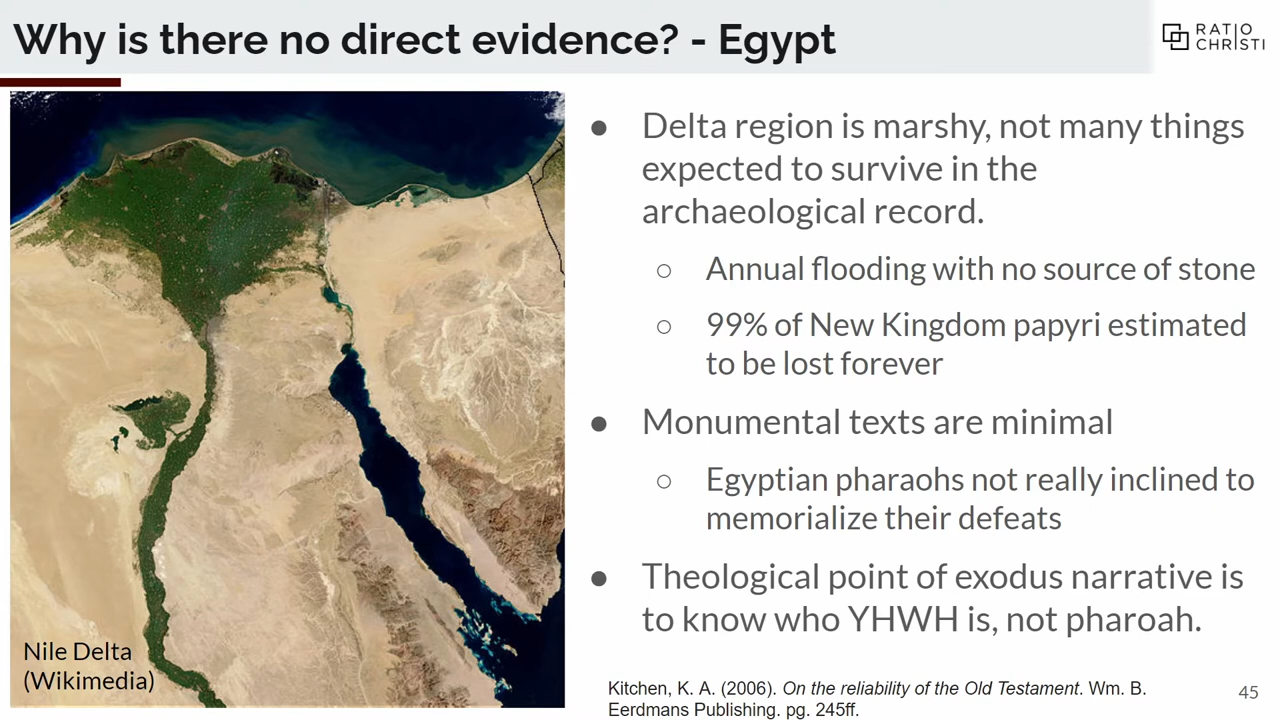 Why is there no direct evidence? - Egypt
RATIO
CHRISTI
● Delta region is marshy, not many things
expected to survive in the
archaeological record.
○ Annual flooding with no source of stone
○ 99% of New Kingdom papyri estimated
to be lost forever
● Monumental texts are minimal
○ Egyptian pharaohs not really inclined to
memorialize their defeats
● Theological point of exodus narrative is
to know who YHWH is, not pharoah.
Nile Delta
(Wikimedia)
Kitchen, K. A. (2006). On the reliability of the Old Testament. Wm. B.
Eerdmans Publishing. pg. 245ff.
45